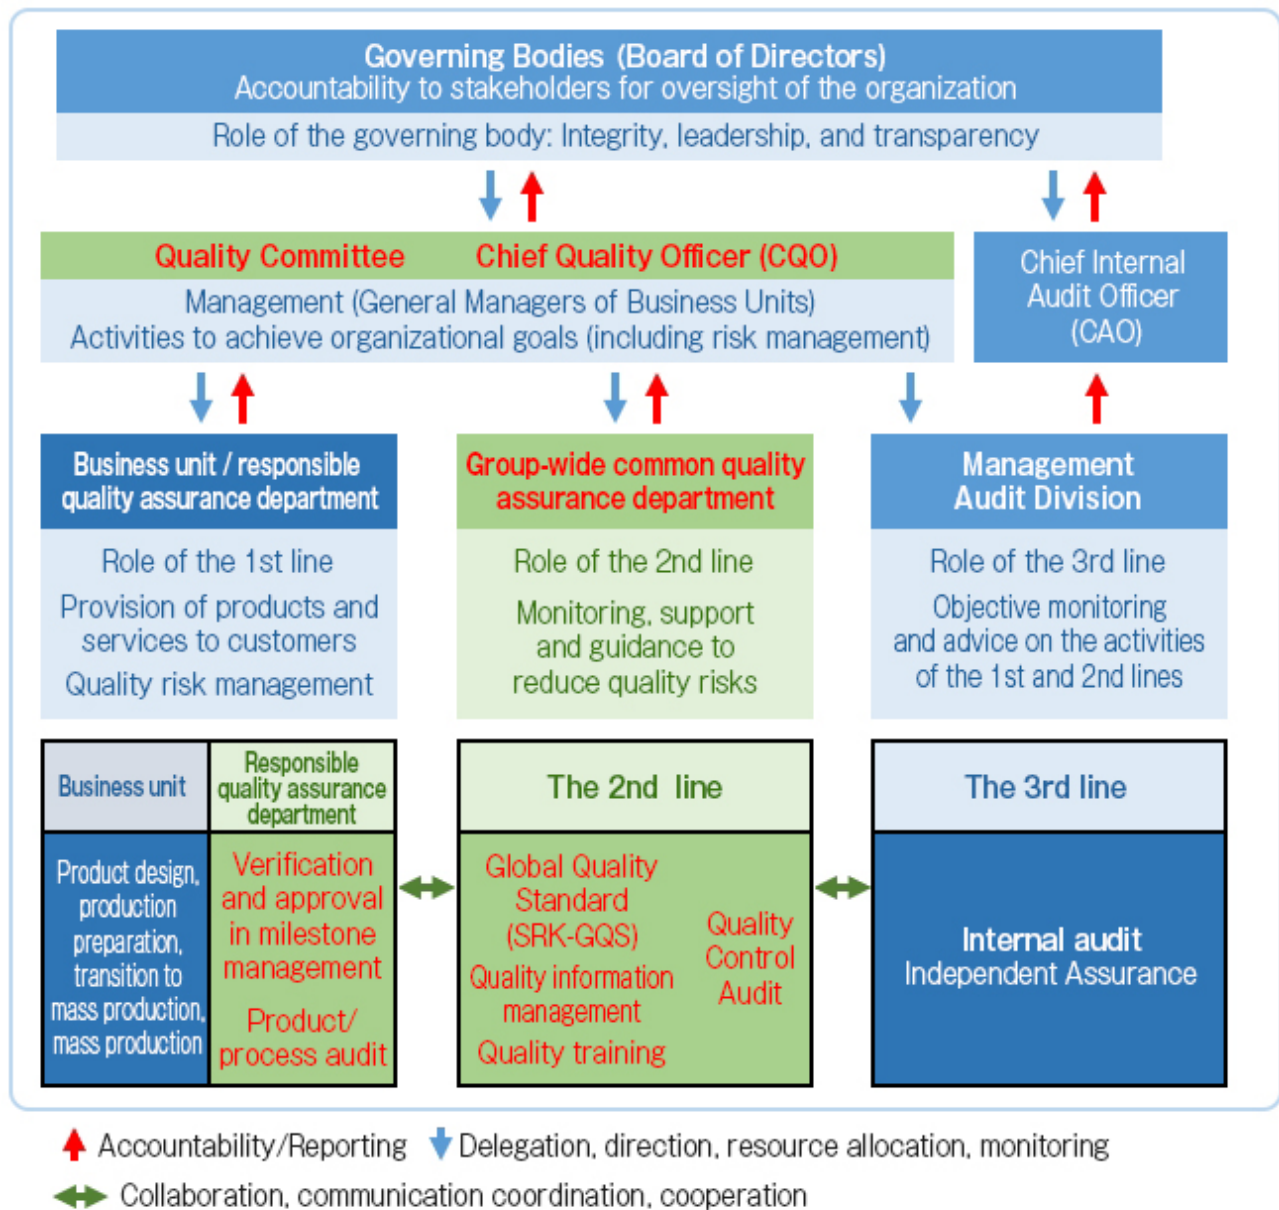 Governing Bodies (Board of Directors)
Accountability to stakeholders for oversight of the organization
Role of the governing body: Integrity, leadership, and transparency
Quality Committee
Chief Quality Officer (CQO)
Management (General Managers of Business Units)
Activities to achieve organizational goals (including risk management)
Chief Internal
Audit Officer
(CAO)
Business unit / responsible
quality assurance department
Role of the 1st line
Provision of products and
services to customers
Quality risk management
Group-wide common quality
assurance department
Role of the 2nd line
Monitoring, support
and guidance to
reduce quality risks
Management
Audit Division
Role of the 3rd line
Objective monitoring
and advice on the activities
of the 1st and 2nd lines
Business unit
Product design,
production
preparation,
transition to
mass production,
mass production
Responsible
quality assurance
department
Verification
and approval
in milestone
management
Product/
process audit
The 2nd line
Global Quality
Standard
(SRK-GQS)
Quality information
management
Quality training
Quality
Control
Audit
The 3rd line
Internal audit
Independent Assurance
Accountability/Reporting
Delegation, direction, resource allocation, monitoring
Collaboration, communication coordination, cooperation